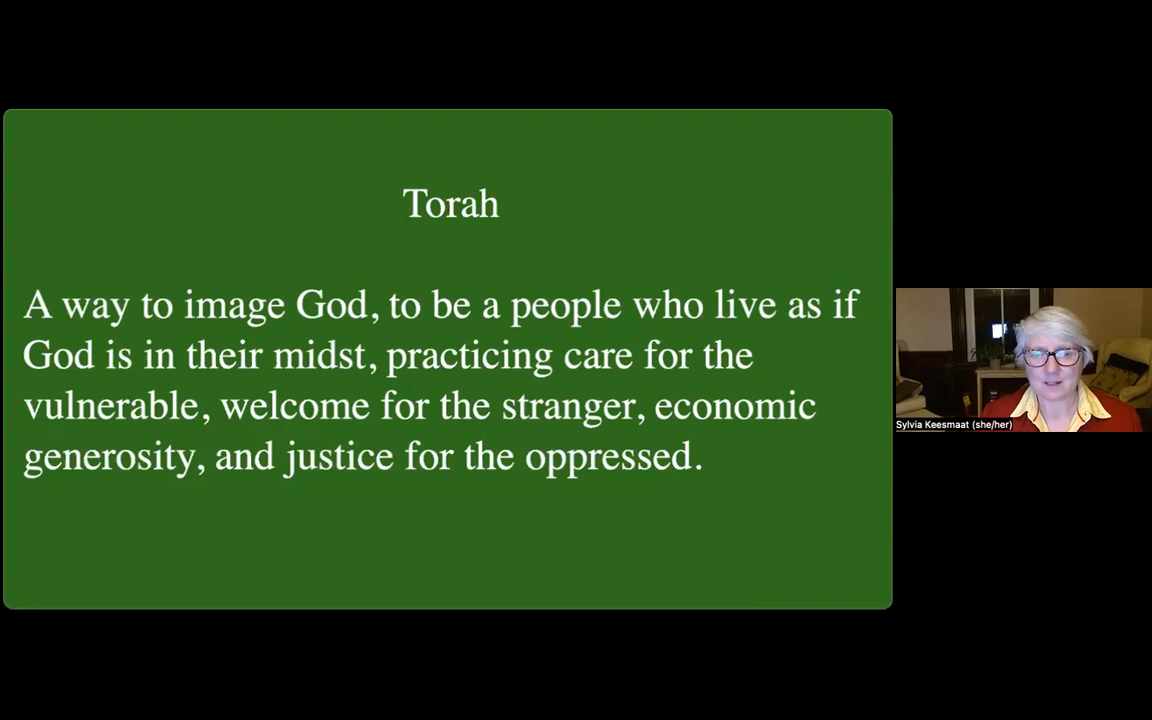 Torah
A way to image God, to be a people who live as if
God is in their midst, practicing care for the
vulnerable, welcome for the stranger, economic
generosity, and justice for the oppressed.
Sylvia Keesmaat (she/her)